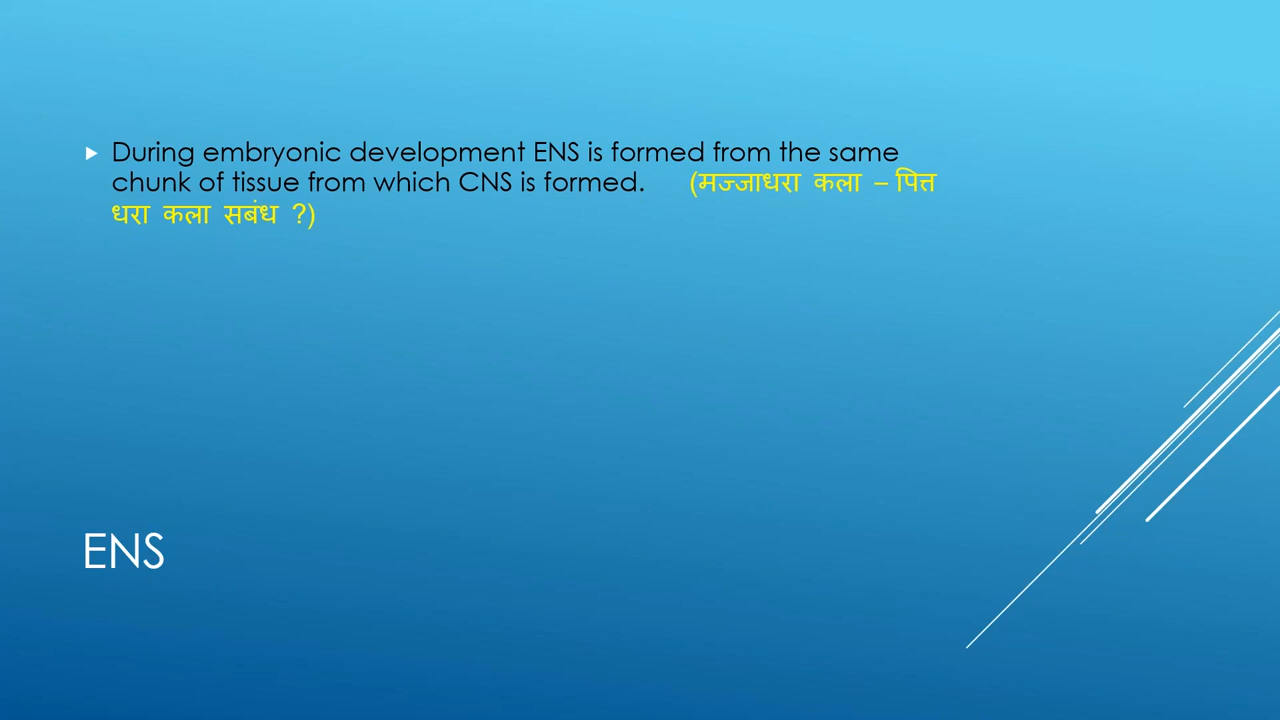 During embryonic development ENS is formed from the same
chunk of tissue from which CNS is formed. (मज्जाधरा कला – पित्त
धरा कला सबंध ?)
ENS